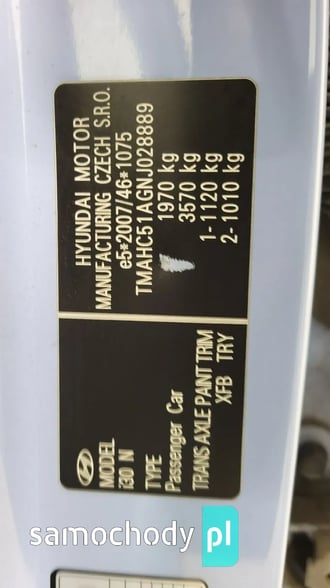 HYUNDAI MOTOR
MANUFACTURING CZECH S.R.O.
e5*2007/46*1075
TMAHC51AGNJ028889
1970 kg
3570 kg
1- 1120 kg
2- 1010 kg
MODEL
I30 N
TYPE
Passenger Car
TRANS AXLE PAINT TRIM
XFB TRY
samochody pl